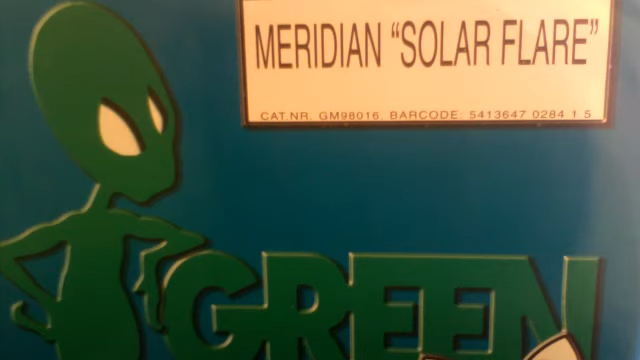 MERIDIAN “SOLAR FLARE”
CAT.NR. GM98016. BARCODE: 5413647 0284 1 5
GREEN